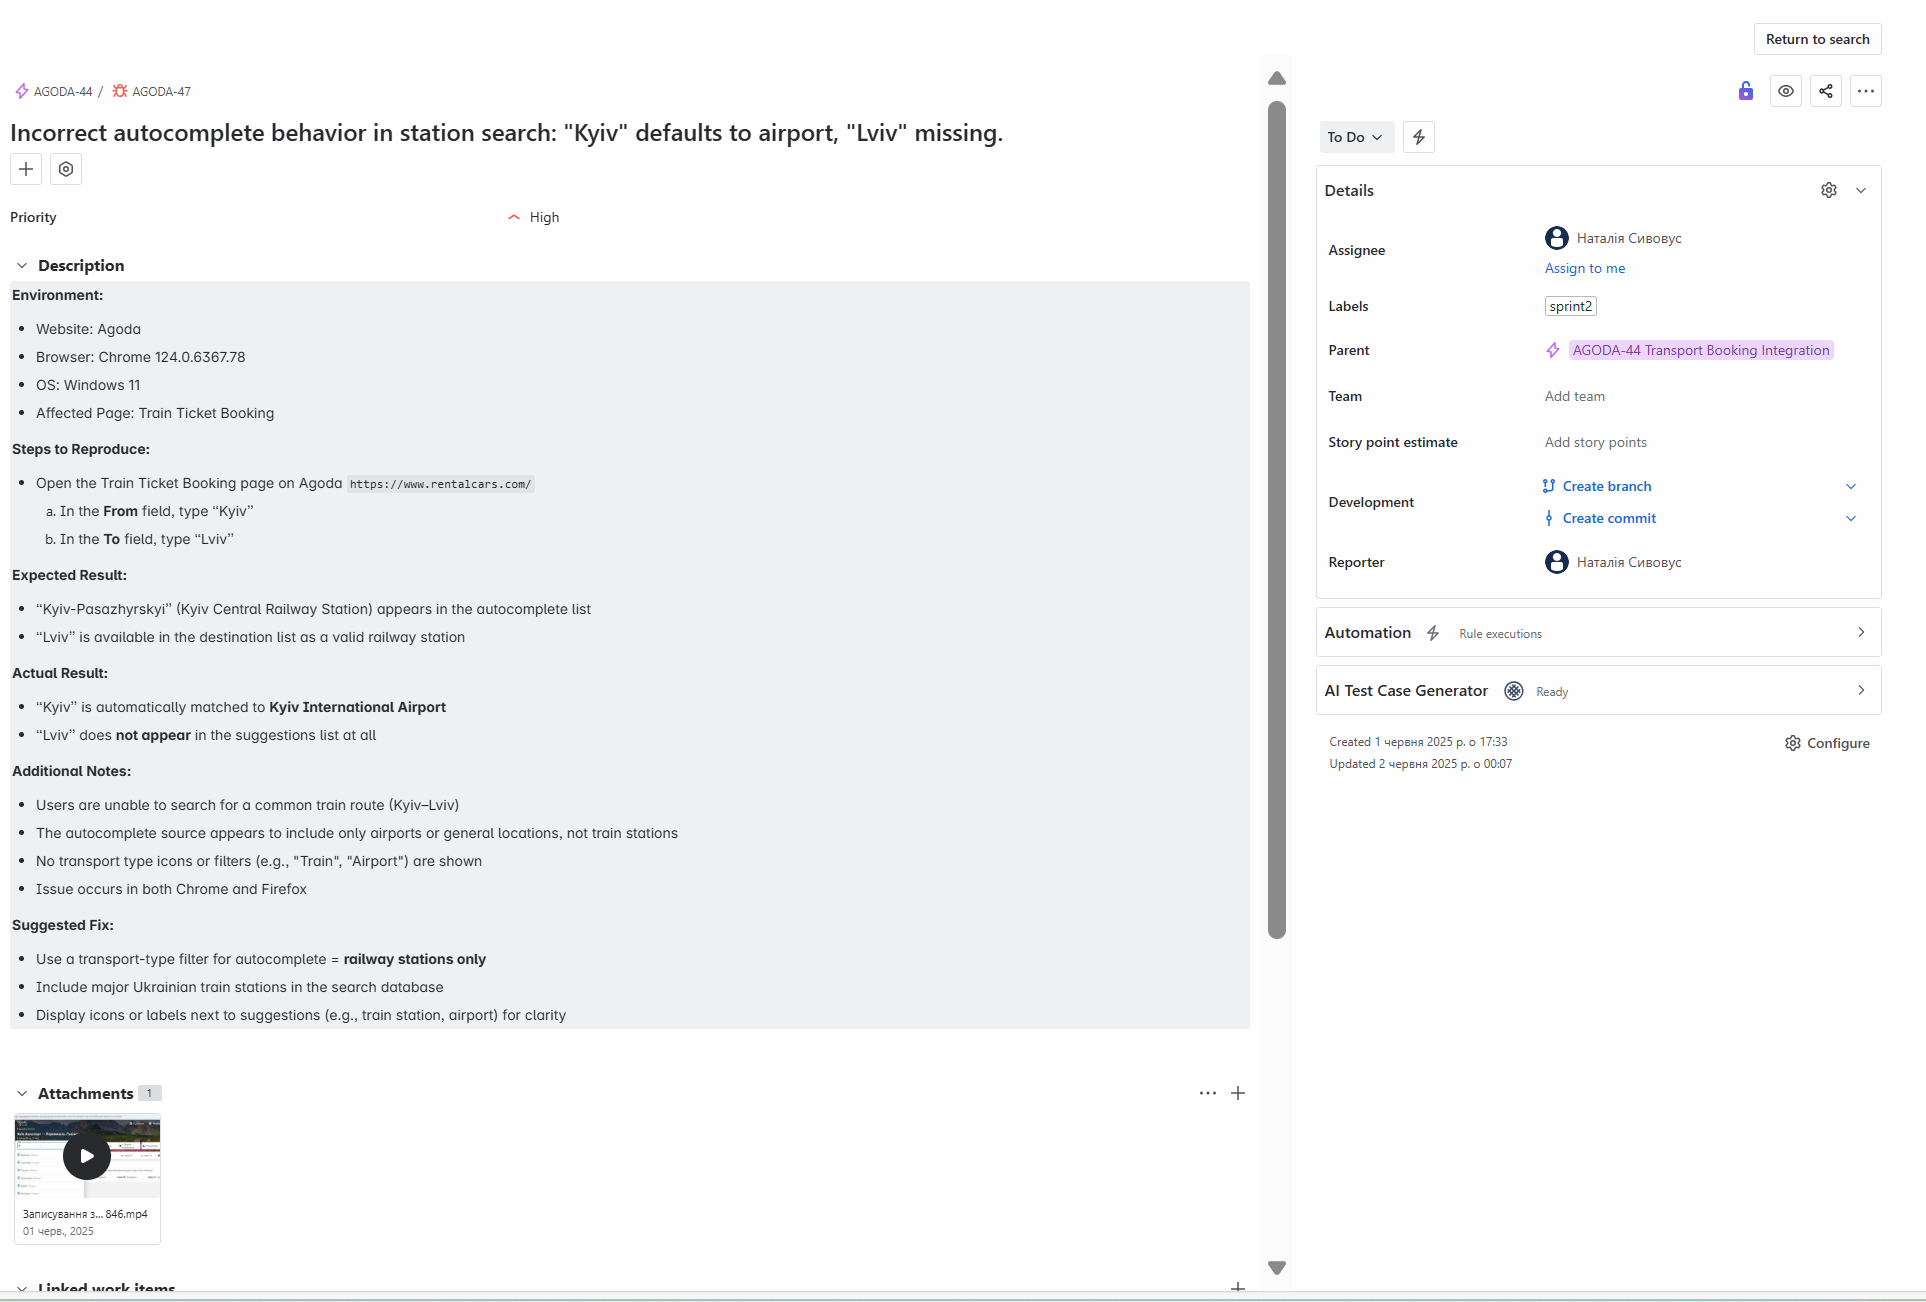 Return to search
AGODA-44 / AGODA-47
Incorrect autocomplete behavior in station search: "Kyiv" defaults to airport, "Lviv" missing.
Priority High
Description
Environment:
Website: Agoda
Browser: Chrome 124.0.6367.78
OS: Windows 11
Affected Page: Train Ticket Booking
Steps to Reproduce:
Open the Train Ticket Booking page on Agoda https://www.rentalcars.com/
a. In the From field, type “Kyiv”
b. In the To field, type “Lviv”
Expected Result:
“Kyiv-Pasazhyrskyi” (Kyiv Central Railway Station) appears in the autocomplete list
“Lviv” is available in the destination list as a valid railway station
Actual Result:
“Kyiv” is automatically matched to Kyiv International Airport
“Lviv” does not appear in the suggestions list at all
Additional Notes:
Users are unable to search for a common train route (Kyiv–Lviv)
The autocomplete source appears to include only airports or general locations, not train stations
No transport type icons or filters (e.g., "Train", "Airport") are shown
Issue occurs in both Chrome and Firefox
Suggested Fix:
Use a transport-type filter for autocomplete = railway stations only
Include major Ukrainian train stations in the search database
Display icons or labels next to suggestions (e.g., train station, airport) for clarity
Attachments 1
Записування з... 846.mp4
01 черв., 2025
Linked work items
To Do
Details
Assignee Наталія Сивовус
Assign to me
Labels sprint2
Parent AGODA-44 Transport Booking Integration
Team Add team
Story point estimate Add story points
Development Create branch
Create commit
Reporter Наталія Сивовус
Automation Rule executions
AI Test Case Generator Ready
Created 1 червня 2025 р. о 17:33
Updated 2 червня 2025 р. о 00:07
Configure